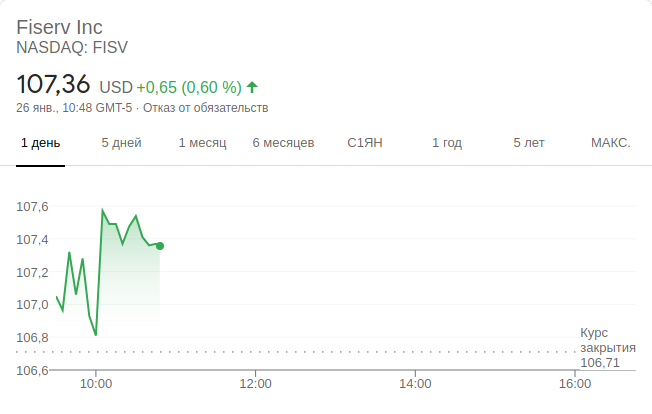 Fiserv Inc
NASDAQ: FISV
107,36 USD +0,65 (0,60 %)
26 янв., 10:48 GMT-5 · Отказ от обязательств
1 день 5 дней 1 месяц 6 месяцев С1ЯН 1 год 5 лет МАКС.
107,6
107,4
107,2
107,0
106,8
Курс
закрытия
106,71
106,6
10:00 12:00 14:00 16:00